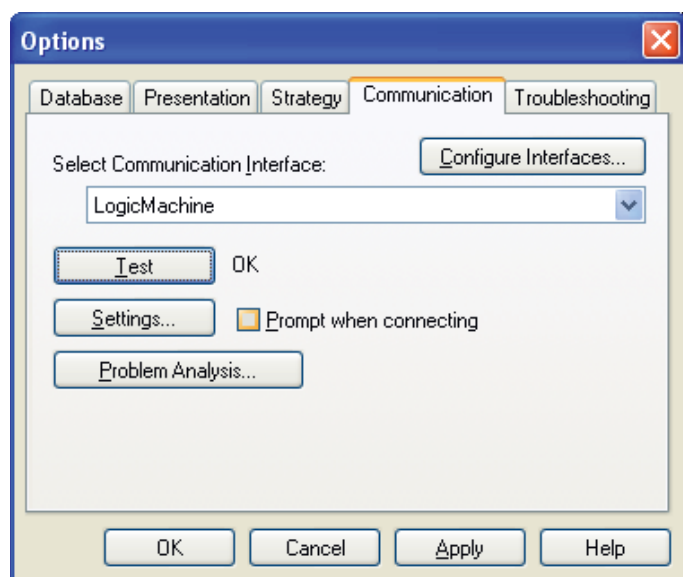 Options
Database Presentation Strategy Communication Troubleshooting
Select Communication Interface: Configure Interfaces...
LogicMachine
Test OK
Settings... Prompt when connecting
Problem Analysis...
OK Cancel Apply Help